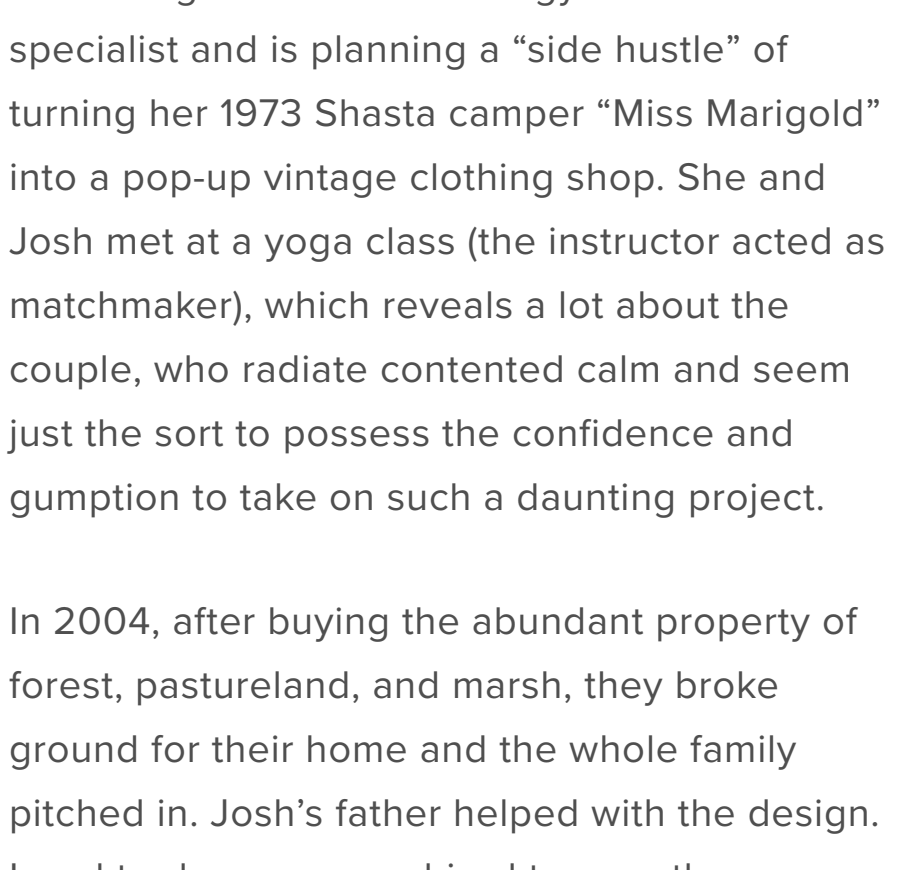 specialist and is planning a “side hustle” of
turning her 1973 Shasta camper “Miss Marigold”
into a pop-up vintage clothing shop. She and
Josh met at a yoga class (the instructor acted as
matchmaker), which reveals a lot about the
couple, who radiate contented calm and seem
just the sort to possess the confidence and
gumption to take on such a daunting project.
In 2004, after buying the abundant property of
forest, pastureland, and marsh, they broke
ground for their home and the whole family
pitched in. Josh’s father helped with the design.